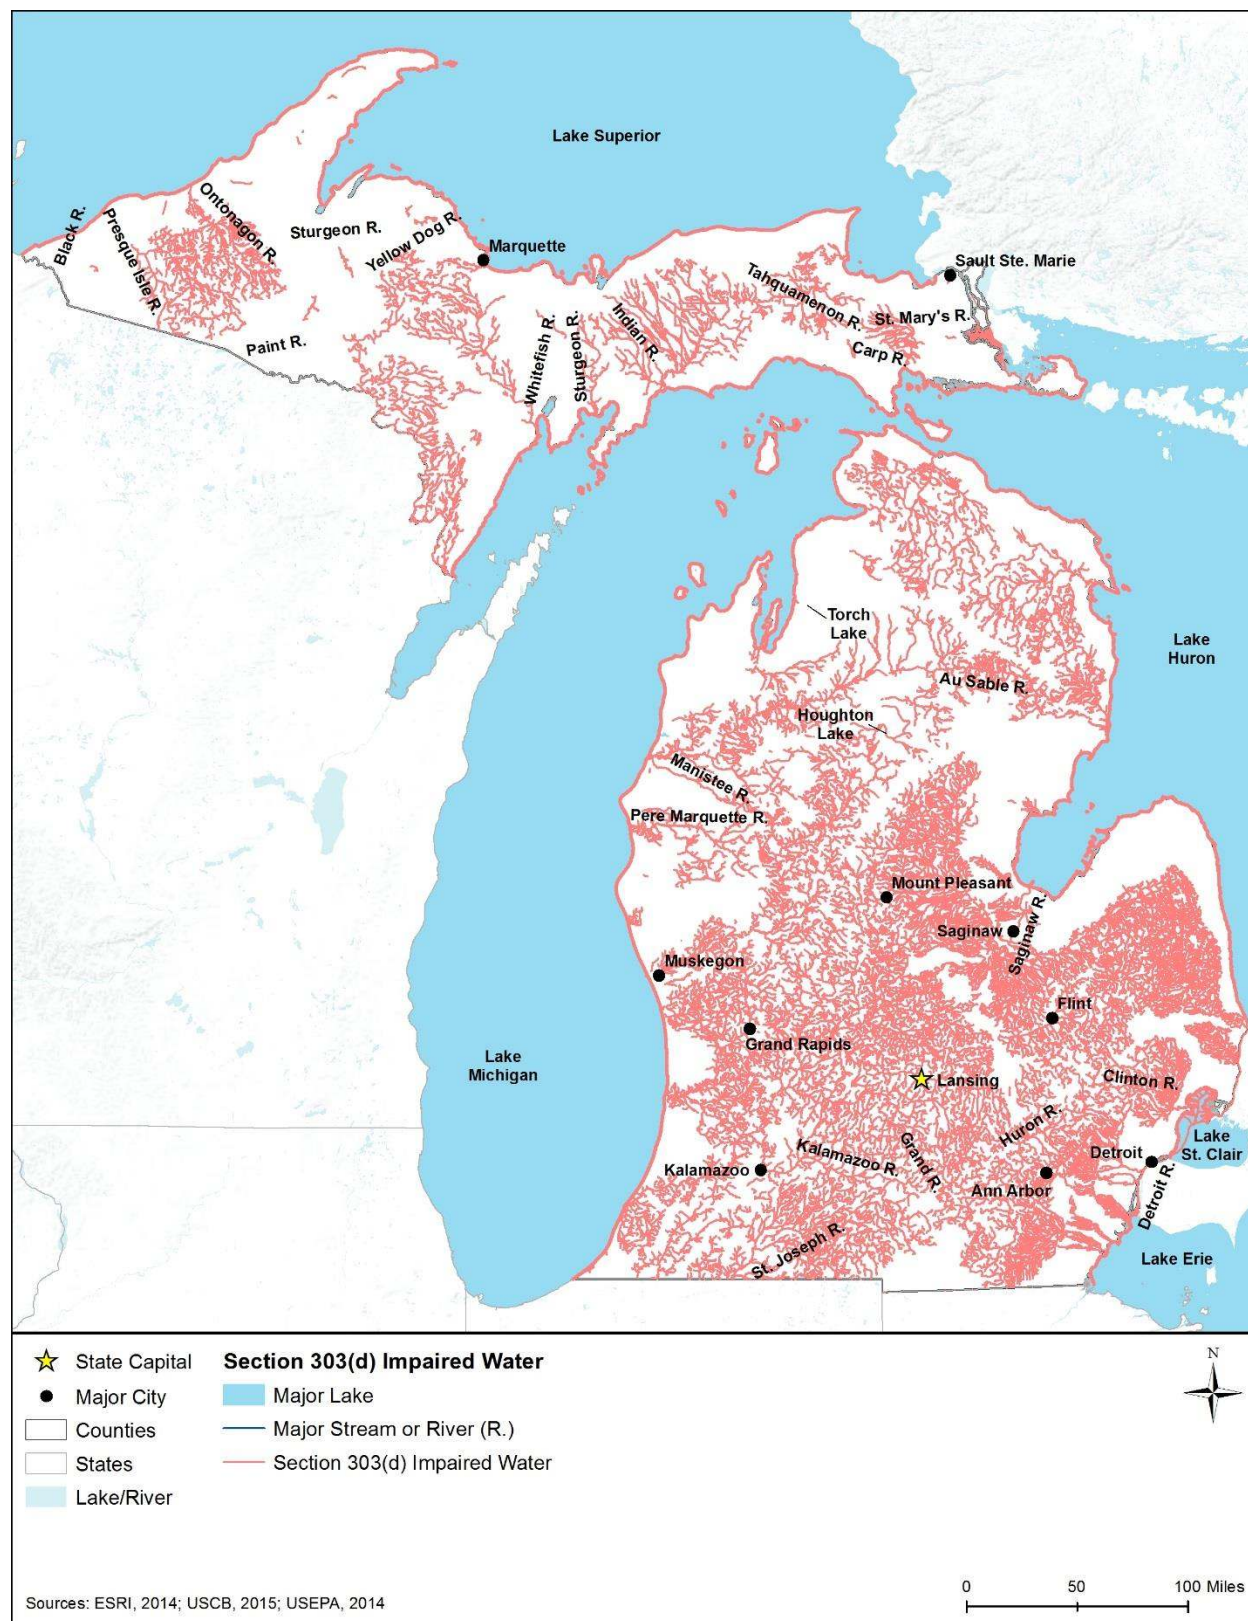 Lake Superior
Black R.
Presque Isle R.
Ontonagon R.
Sturgeon R.
Yellow Dog R.
Marquette
Sault Ste. Marie
Tahquamenon R.
St. Mary's R.
Carp R.
Indian R.
Sturgeon R.
Whitefish R.
Paint R.
Torch
Lake
Lake
Huron
Au Sable R.
Houghton
Lake
Manistee R.
Pere Marquette R.
Mount Pleasant
Saginaw
Saginaw R.
Muskegon
Flint
Grand Rapids
Lake
Michigan
Lansing
Clinton R.
Huron R.
Lake
St. Clair
Detroit
Detroit R.
Kalamazoo R.
Grand R.
Kalamazoo
Ann Arbor
St. Joseph R.
Lake Erie
State Capital
Major City
Counties
States
Lake/River
Section 303(d) Impaired Water
Major Lake
Major Stream or River (R.)
Section 303(d) Impaired Water
N
0 50 100 Miles
Sources: ESRI, 2014; USCB, 2015; USEPA, 2014